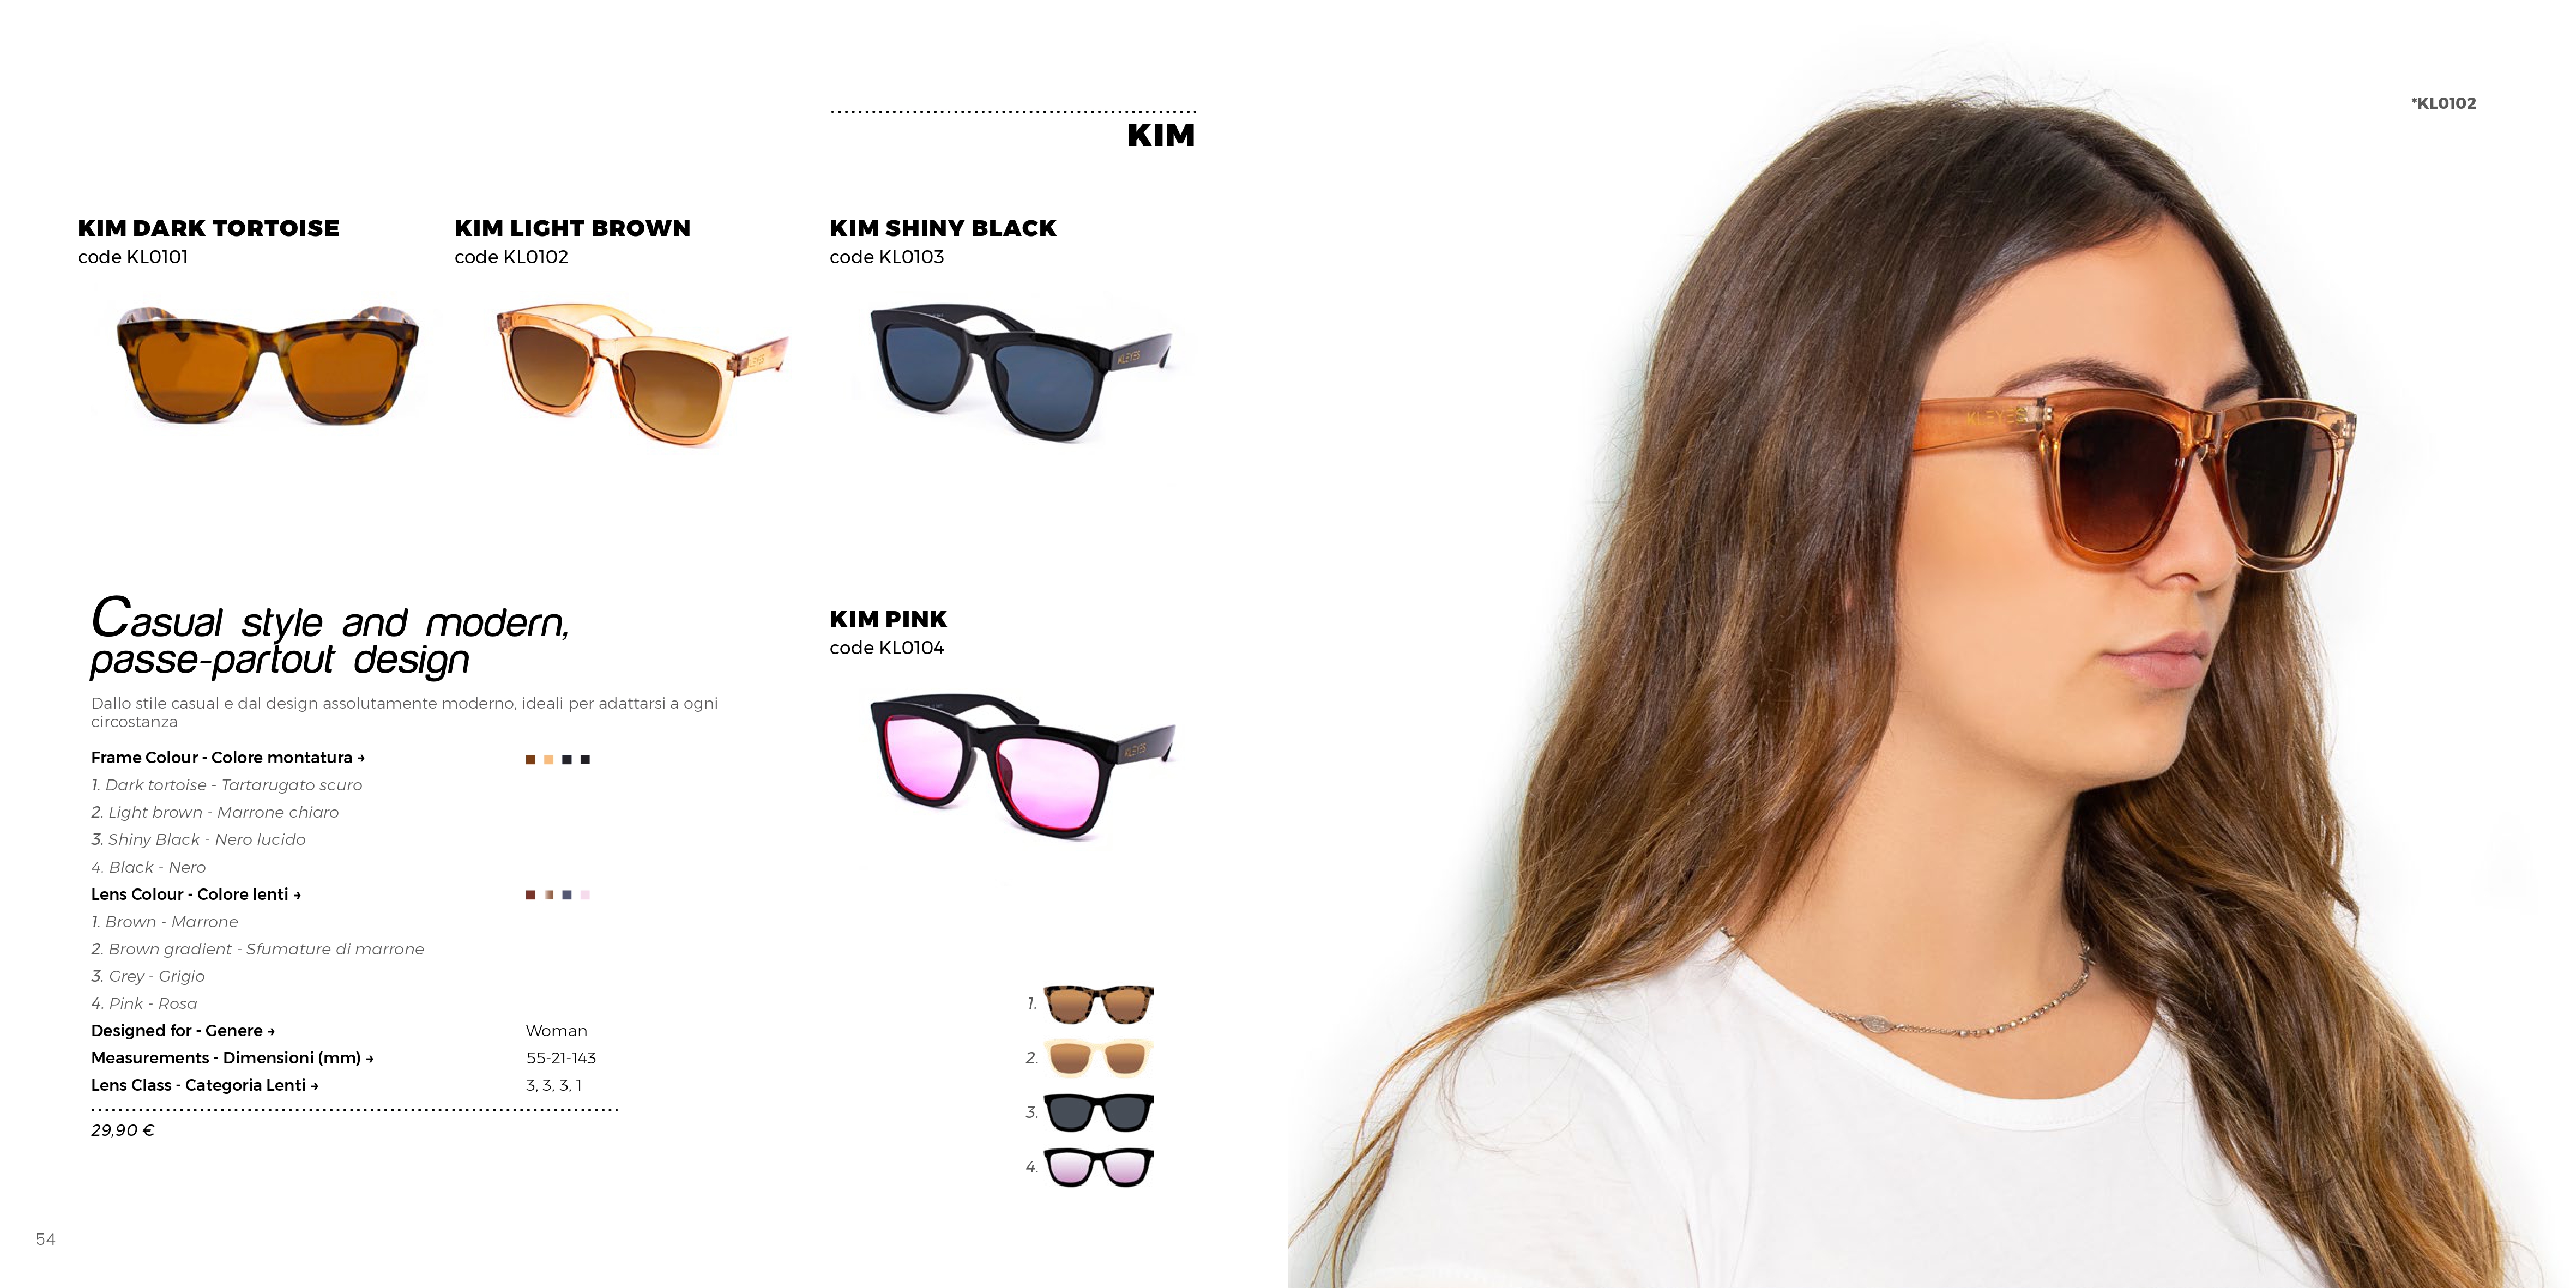 *KL0102
KIM
KIM DARK TORTOISE
code KL0101
KIM LIGHT BROWN
code KL0102
KIM SHINY BLACK
code KL0103
KLEYES
KLEYES
Casual style and modern,
passe-partout design
Dallo stile casual e dal design assolutamente moderno, ideali per adattarsi a ogni
circostanza
Frame Colour - Colore montatura →
1. Dark tortoise - Tartarugato scuro
2. Light brown - Marrone chiaro
3. Shiny Black - Nero lucido
4. Black - Nero
Lens Colour - Colore lenti →
1. Brown - Marrone
2. Brown gradient - Sfumature di marrone
3. Grey - Grigio
4. Pink - Rosa
Designed for - Genere → Woman
Measurements - Dimensioni (mm) → 55-21-143
Lens Class - Categoria Lenti → 3, 3, 3, 1
29,90 €
KIM PINK
code KL0104
KLEYES
1.
2.
3.
4.
54